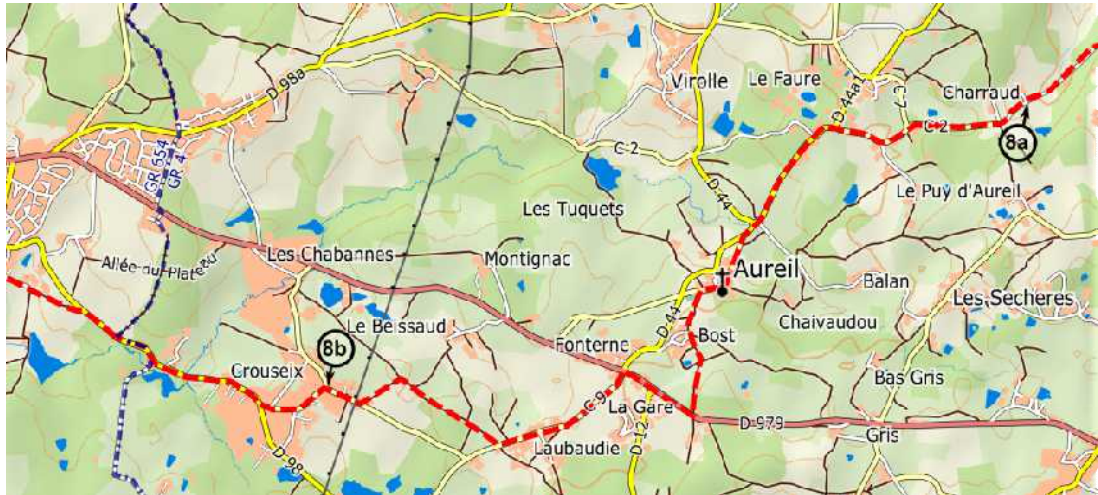 D 98a
Virolle
Le Faure
D 44a1
C 2
Charraud
C 2
8a
GR 654
GR 4
C 2
D 44
Le Puy d'Aureil
Les Tuquets
Allée du Plateau
Les Chabannes
Montignac
Aureil
Balan
Les Secheres
Chaivaudou
Le Beissaud
D 44
Bost
Fonterne
8b
Crouseix
Bas Gris
C 9
La Gare
D 979
Gris
Laubaudie
D 12
D 98